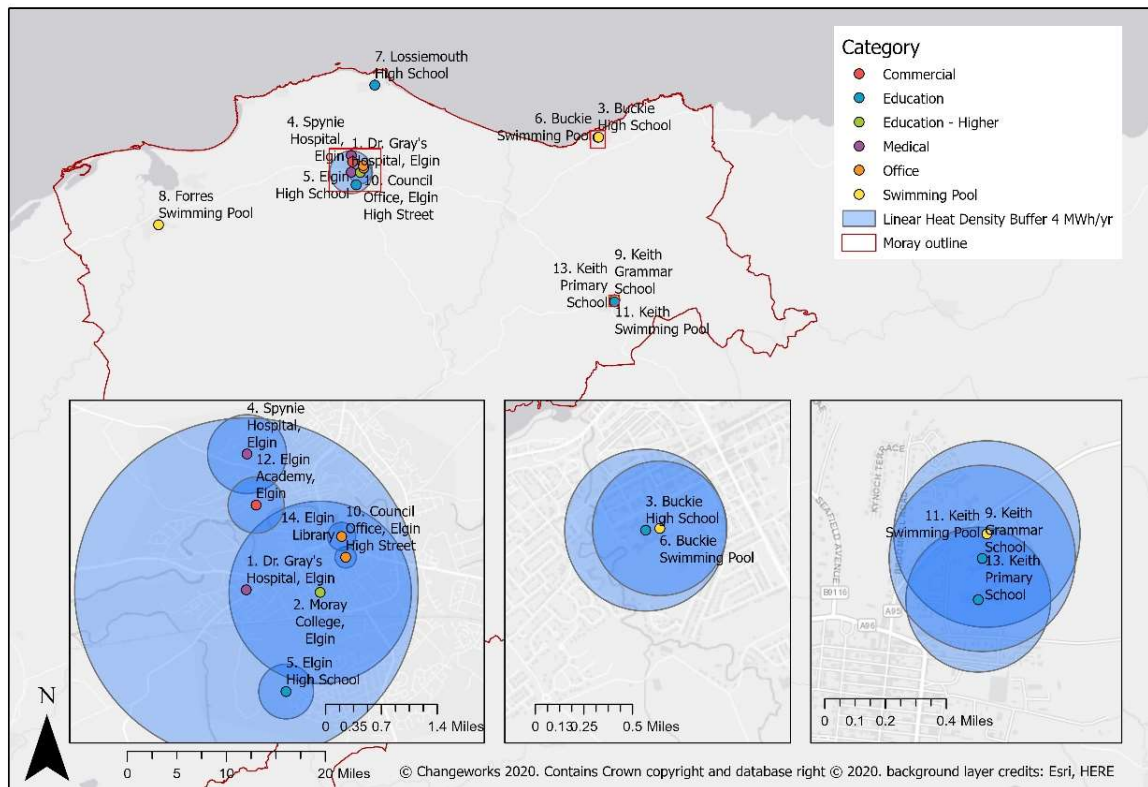 7. Lossiemouth
High School
4. Spynie
Hospital,
Elgin
1. Dr. Gray's
Hospital, Elgin
5. Elgin
High School
10. Council
Office, Elgin
High Street
8. Forres
Swimming Pool
3. Buckie
High School
6. Buckie
Swimming Pool
9. Keith
Grammar
School
13. Keith
Primary
School
11. Keith
Swimming Pool
Category
Commercial
Education
Education - Higher
Medical
Office
Swimming Pool
Linear Heat Density Buffer 4 MWh/yr
Moray outline
4. Spynie
Hospital,
Elgin
12. Elgin
Academy,
Elgin
14. Elgin
Library
10. Council
Office, Elgin
High Street
1. Dr. Gray's
Hospital, Elgin
2. Moray
College,
Elgin
5. Elgin
High School
0 0.35 0.7 1.4 Miles
3. Buckie
High School
6. Buckie
Swimming Pool
0 0.13 0.25 0.5 Miles
KYNOCH TERRACE
SEAFIELD AVENUE
11. Keith
Swimming Pool
9. Keith
Grammar
School
13. Keith
Primary
School
B9116
A95
A96
0 0.1 0.2 0.4 Miles
N
0 5 10 20 Miles
© Changeworks 2020. Contains Crown copyright and database right © 2020. background layer credits: Esri, HERE